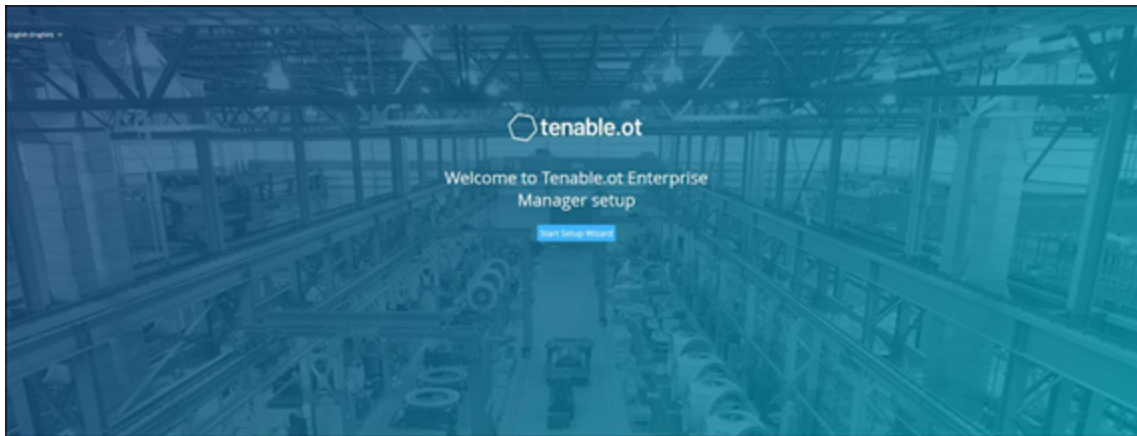 English (English)
tenable.ot
Welcome to Tenable.ot Enterprise
Manager setup
Start Setup Wizard